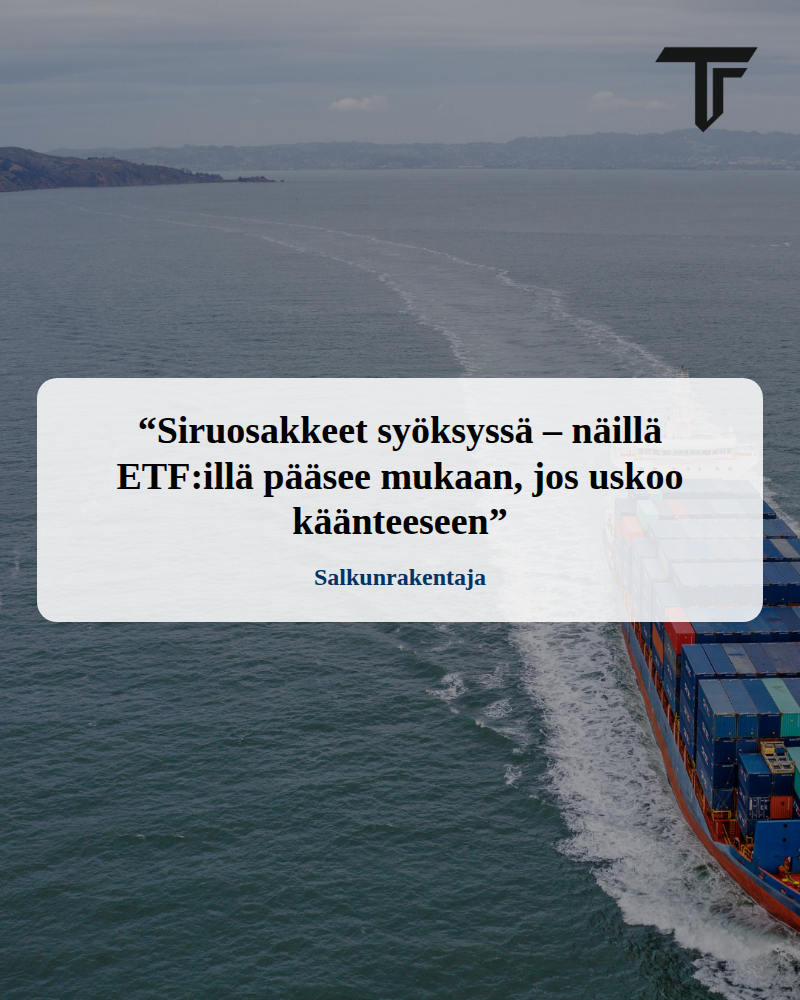 “Siruosakkeet syöksyssä – näillä
ETF:illä pääsee mukaan, jos uskoo
käänteeseen”
Salkunrakentaja